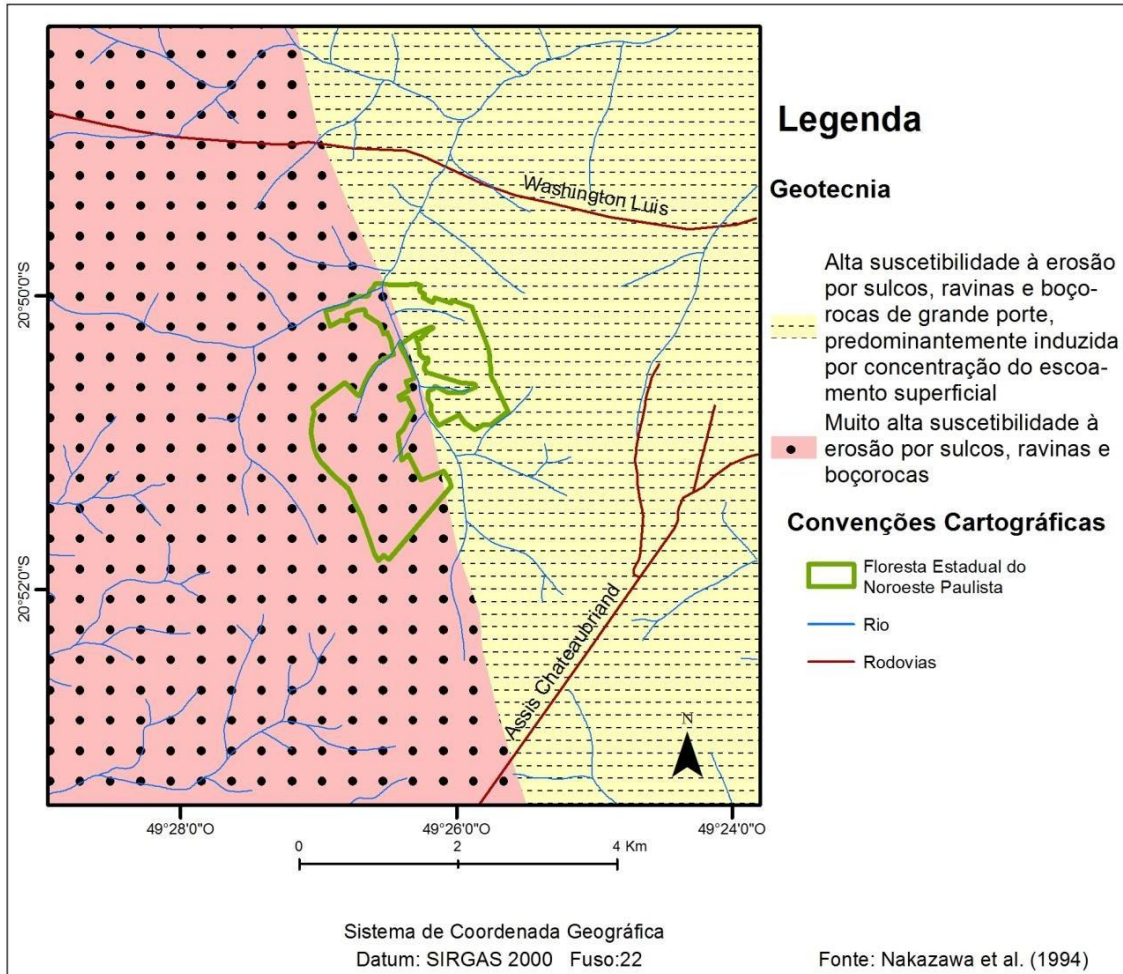 Legenda
Geotecnia
Alta suscetibilidade à erosão
por sulcos, ravinas e boço-
rocas de grande porte,
predominantemente induzida
por concentração do escoa-
mento superficial
Muito alta suscetibilidade à
erosão por sulcos, ravinas e
boçorocas
Convenções Cartográficas
Floresta Estadual do
Noroeste Paulista
Rio
Rodovias
Washington Luis
Assis Chateaubriand
N
20°50'0"S
20°52'0"S
49°28'0"O
49°26'0"O
49°24'0"O
0 2 4 Km
Sistema de Coordenada Geográfica
Datum: SIRGAS 2000 Fuso:22
Fonte: Nakazawa et al. (1994)